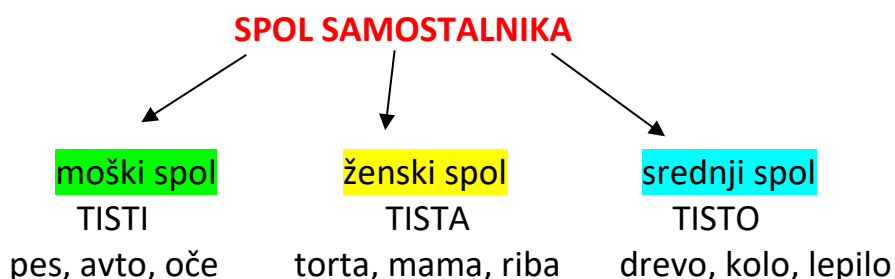 SPOL SAMOSTALNIKA
moški spol ženski spol srednji spol
TISTI TISTA TISTO
pes, avto, oče torta, mama, riba drevo, kolo, lepilo